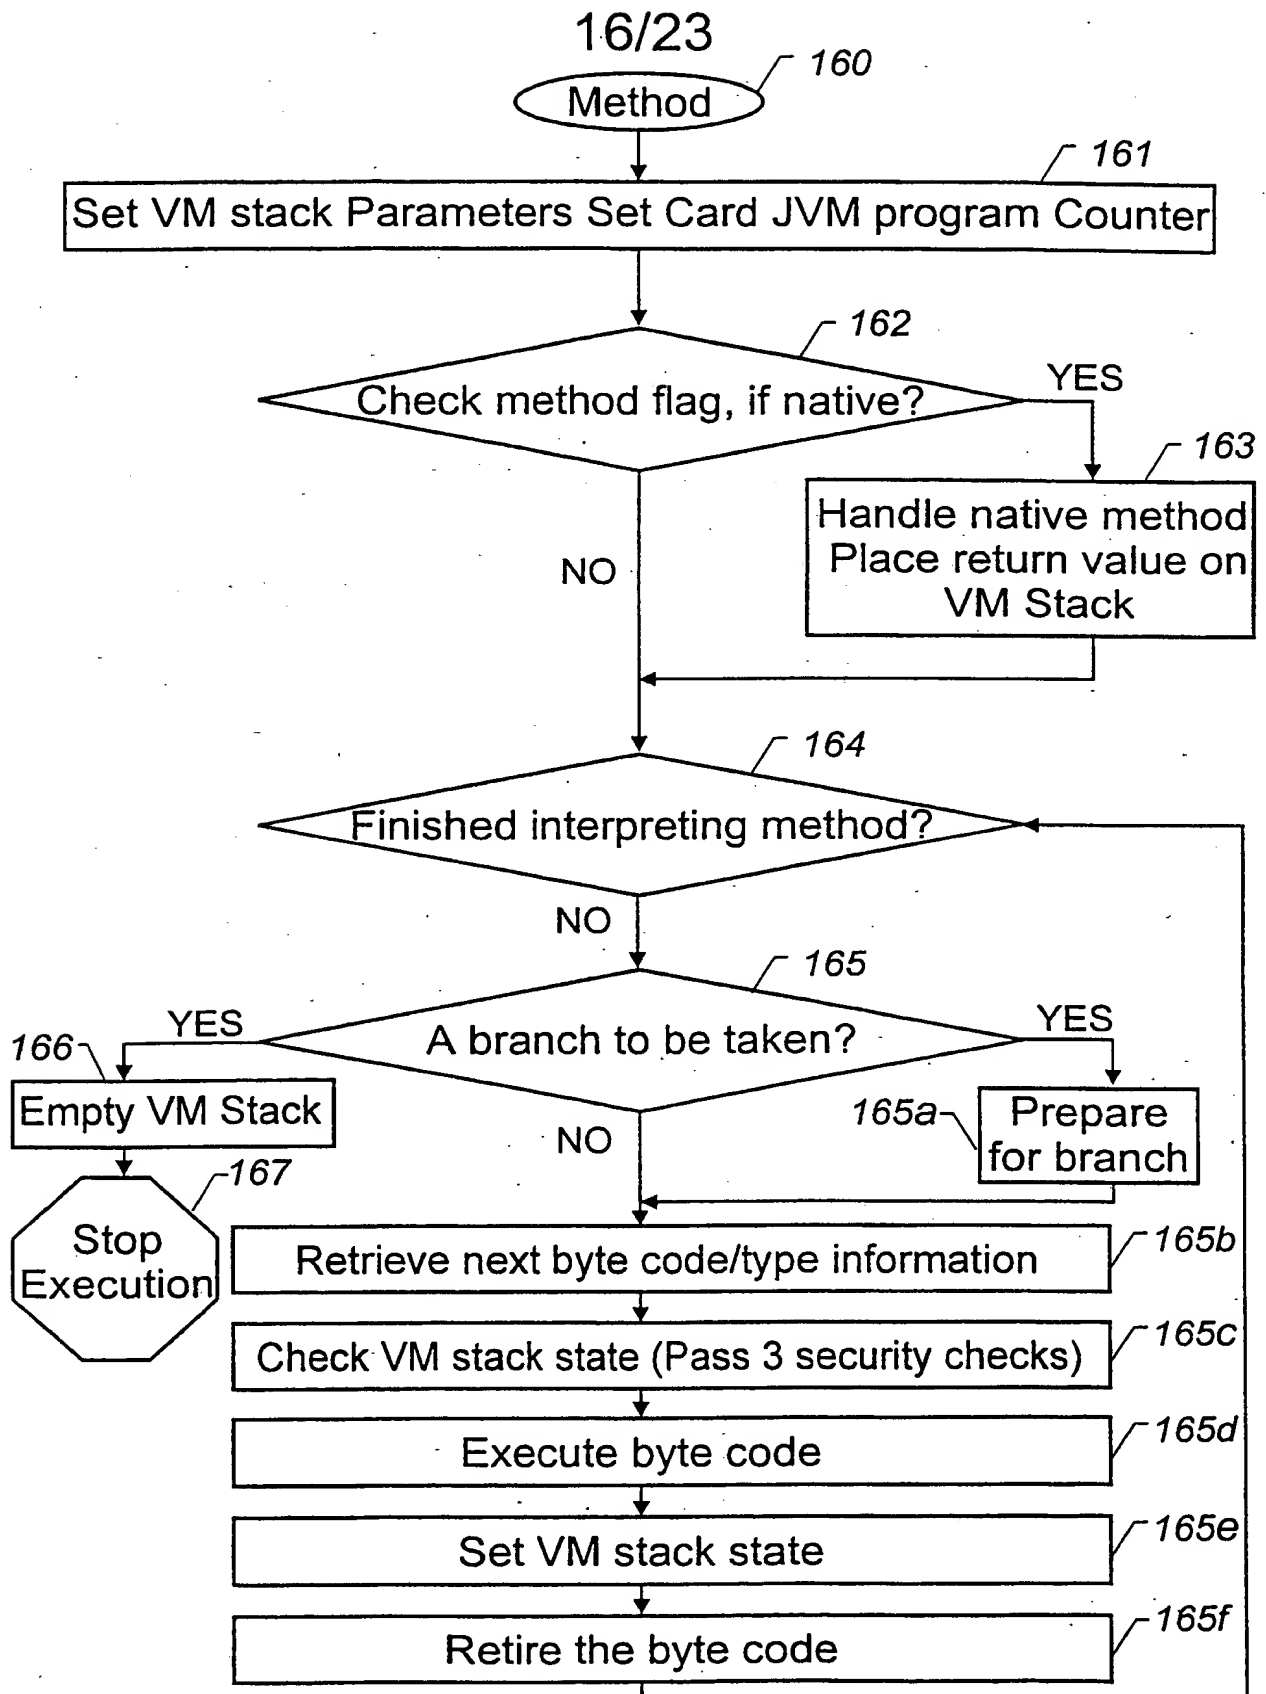 16/23
160
Method
161
Set VM stack Parameters Set Card JVM program Counter
162
Check method flag, if native?
YES
163
Handle native method
Place return value on
VM Stack
NO
164
Finished interpreting method?
NO
165
A branch to be taken?
YES
YES
166
Empty VM Stack
165a
Prepare
for branch
NO
167
Stop
Execution
165b
Retrieve next byte code/type information
165c
Check VM stack state (Pass 3 security checks)
165d
Execute byte code
165e
Set VM stack state
165f
Retire the byte code